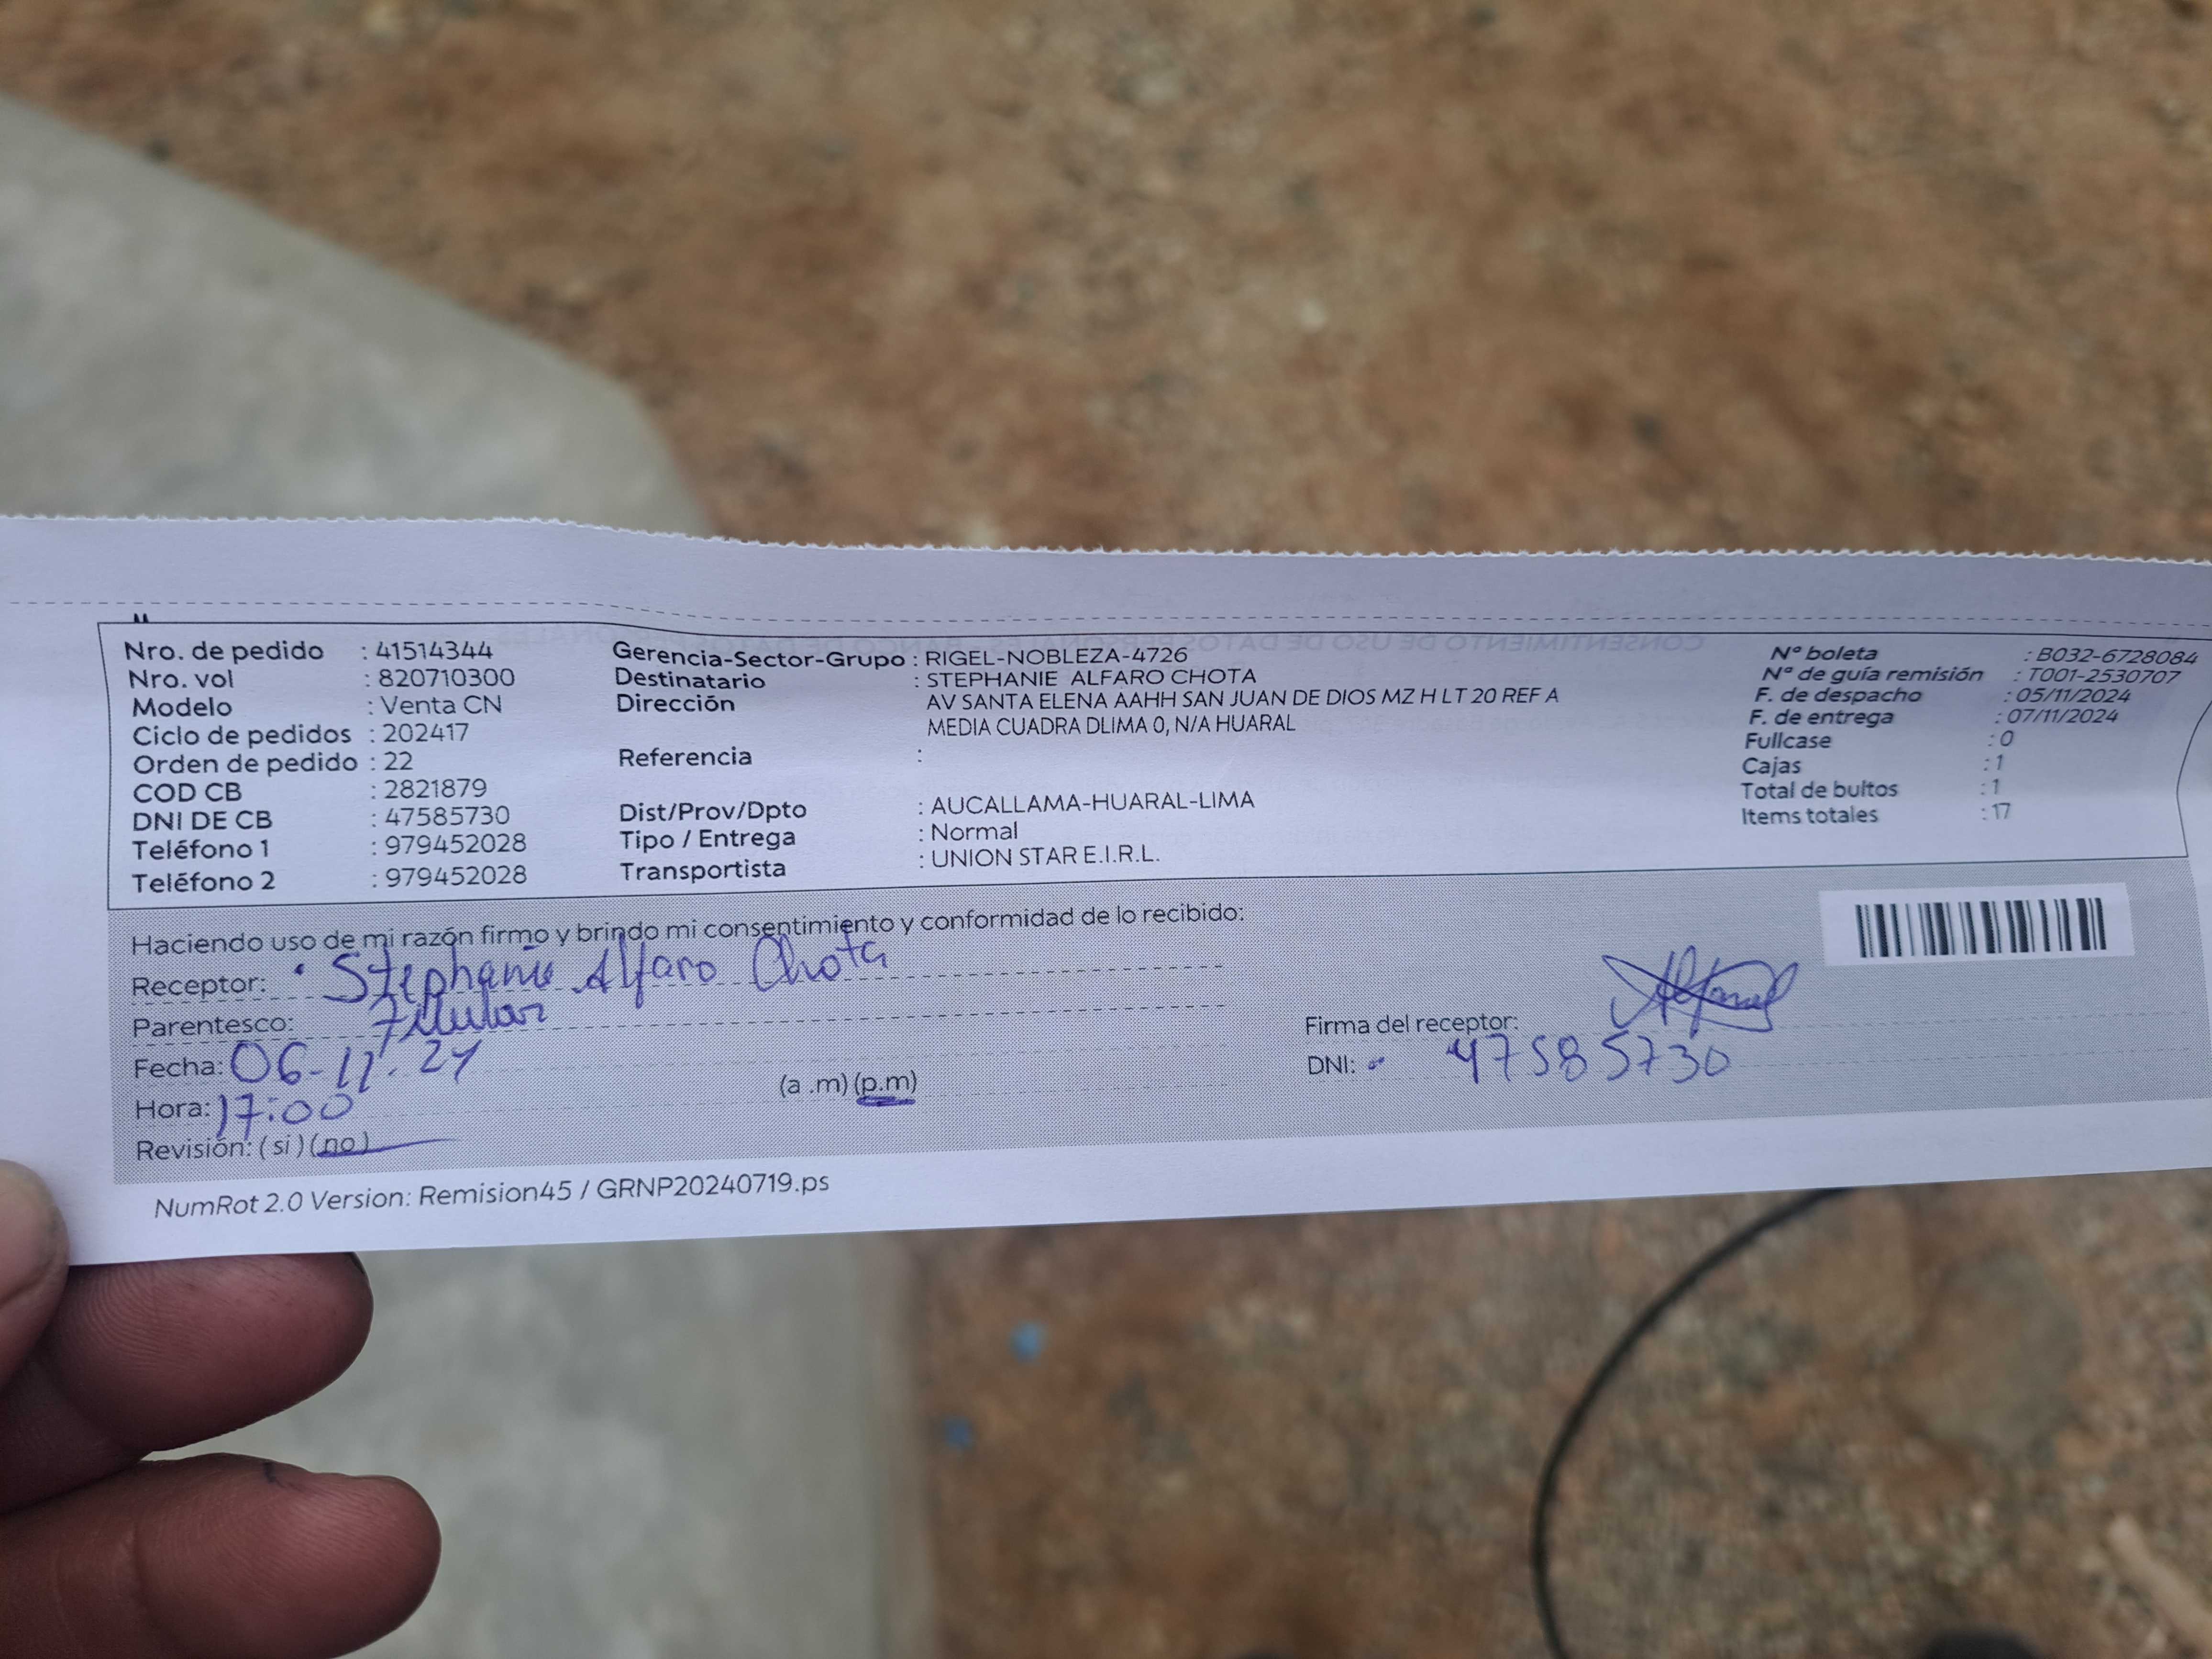 Nro. de pedido : 41514344
Nro. vol : 820710300
Modelo : Venta CN
Ciclo de pedidos : 202417
Orden de pedido : 22
COD CB : 2821879
DNI DE CB : 47585730
Teléfono 1 : 979452028
Teléfono 2 : 979452028
Gerencia-Sector-Grupo : RIGEL-NOBLEZA-4726
Destinatario : STEPHANIE ALFARO CHOTA
Dirección : AV SANTA ELENA AAHH SAN JUAN DE DIOS MZ H LT 20 REF A
MEDIA CUADRA DLIMA 0, N/A HUARAL
Referencia :
Dist/Prov/Dpto : AUCALLAMA-HUARAL-LIMA
Tipo / Entrega : Normal
Transportista : UNION STAR E.I.R.L.
N° boleta : B032-6728084
N° de guía remisión : T001-2530707
F. de despacho : 05/11/2024
F. de entrega : 07/11/2024
Fullcase : 0
Cajas : 1
Total de bultos : 1
Items totales : 17
Haciendo uso de mi razón firmo y brindo mi consentimiento y conformidad de lo recibido:
Receptor: Stephanie Alfaro Chota
Parentesco: Titular
Fecha: 06-11-24
Hora: 17:00 (a .m) (p.m)
Revisión: ( si ) ( no )
Firma del receptor:
DNI: 47585730
NumRot 2.0 Version: Remision45 / GRNP20240719.ps